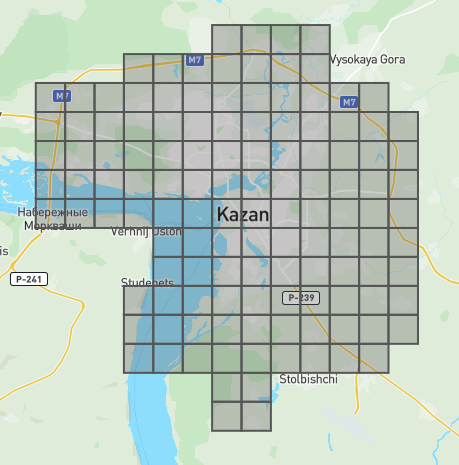 M7
Vysokaya Gora
M7
M7
Kazan
Набережные
Моркваши
Verhnij Uslon
is
P-241
Studenets
P-239
Stolbishchi